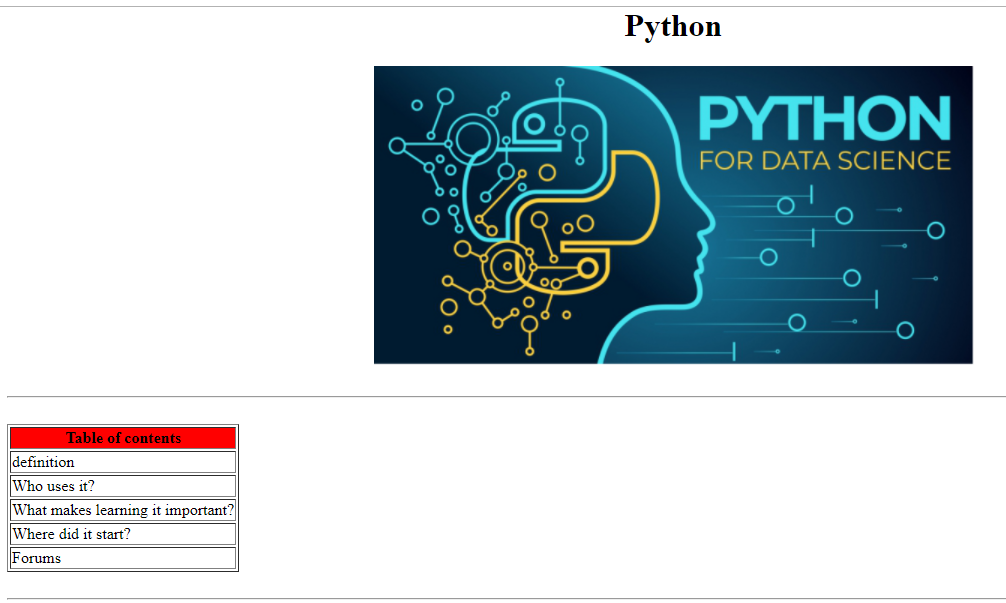 Python
PYTHON
FOR DATA SCIENCE
Table of contents
definition
Who uses it?
What makes learning it important?
Where did it start?
Forums